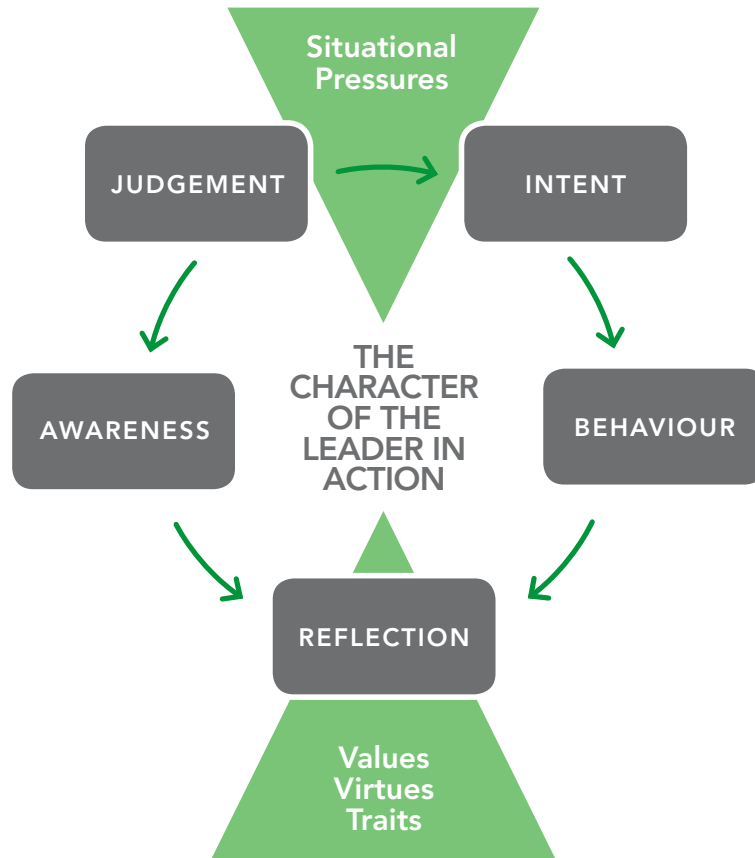 Situational
Pressures
JUDGEMENT
INTENT
THE
CHARACTER
OF THE
LEADER IN
ACTION
AWARENESS
BEHAVIOUR
REFLECTION
Values
Virtues
Traits